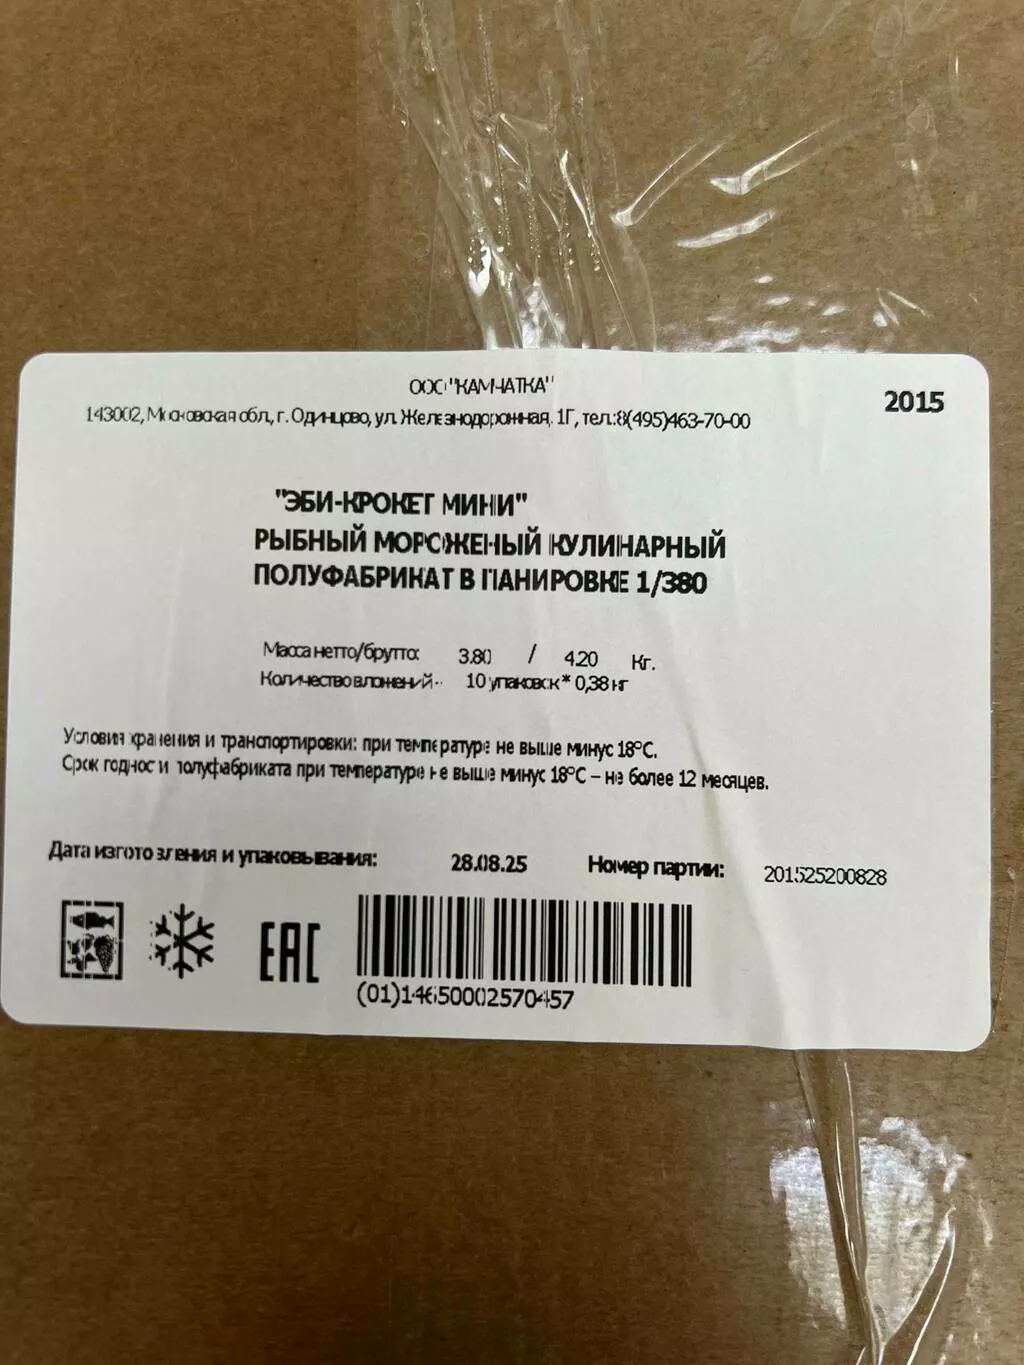 ООО "КАМЧАТКА"
2015
143002, Московская обл., г. Одинцово, ул. Железнодорожная, 1Г, тел.:8(495)463-70-00
"ЭБИ-КРОКЕТ МИНИ"
РЫБНЫЙ МОРОЖЕНЫЙ КУЛИНАРНЫЙ
ПОЛУФАБРИКАТ В ПАНИРОВКЕ 1/380
Масса нетто/брутто: 3.80 / 4.20 Кг.
Количество вложений-- 10 упаковок * 0,38 кг
Условия хранения и транспортировки: при температуре не выше минус 18°С.
Срок годности полуфабриката при температуре не выше минус 18°С – не более 12 месяцев.
Дата изготовления и упаковывания: 28.08.25 Номер партии: 201525200828
ЕАС
(01)14650002570457